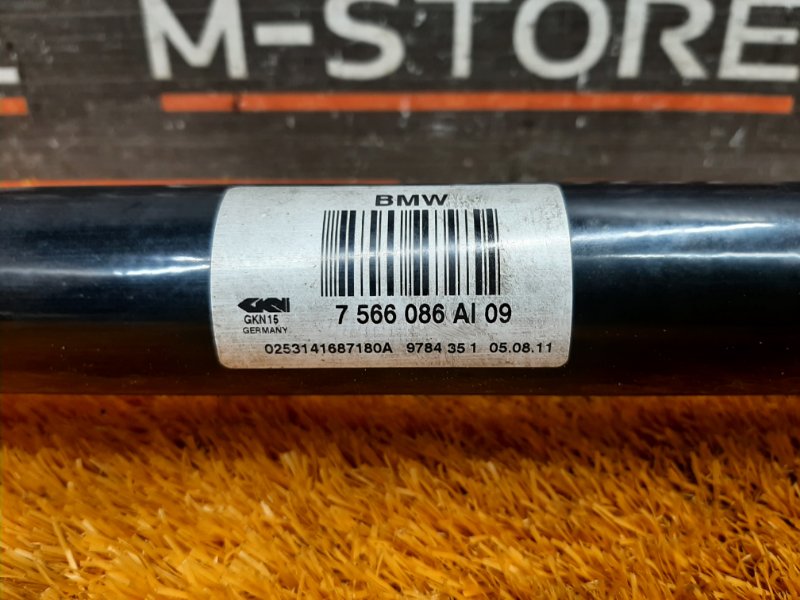 M-STORE
BMW
GKN
7 566 086 AI 09
GKN15
GERMANY
0253141687180A 9784 35 1 05.08.11